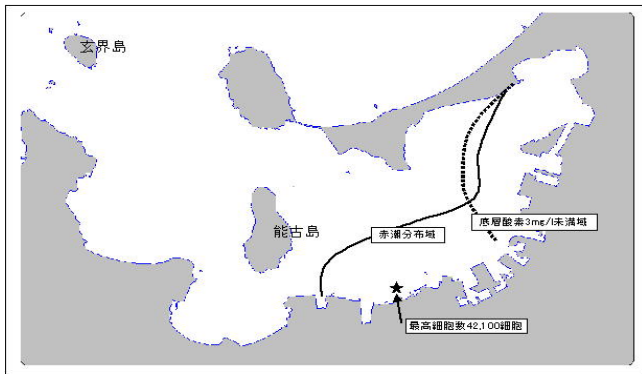 玄界島
能古島
赤潮分布域
底層酸素3mg/l未満域
最高細胞数42,100細胞